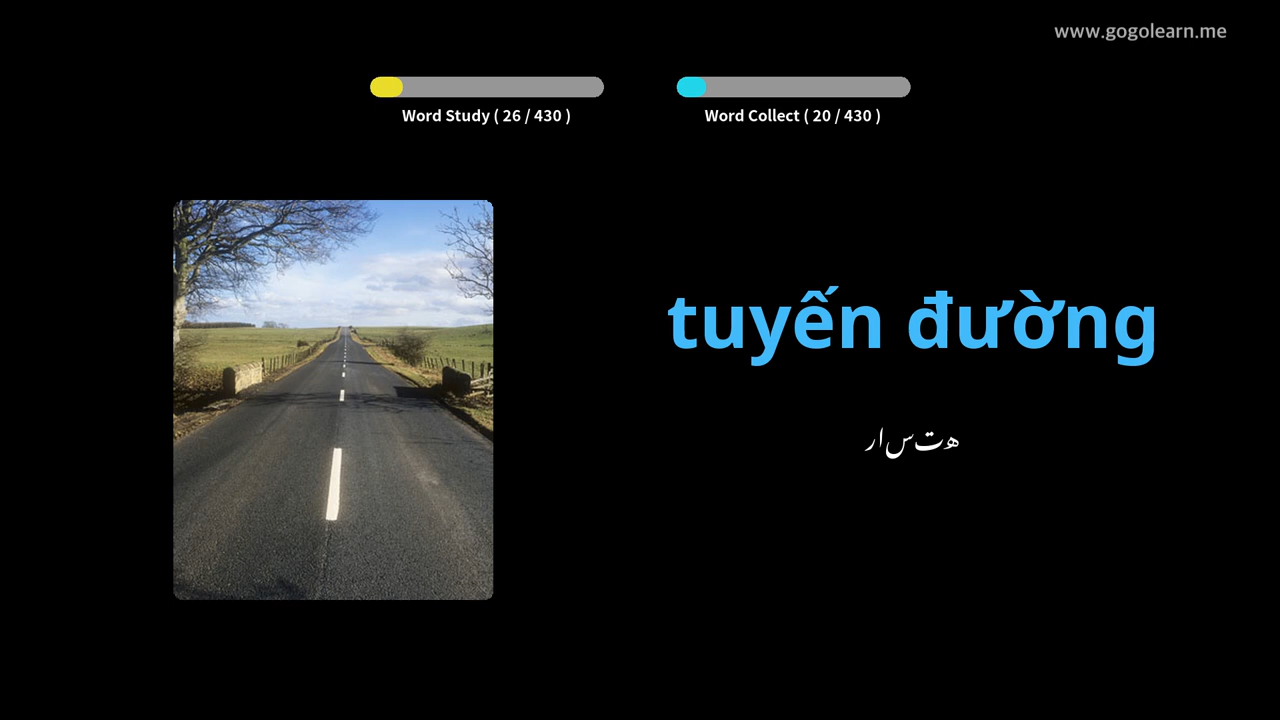 www.gogolearn.me
Word Study ( 26 / 430 )
Word Collect ( 20 / 430 )
tuyến đường
راستہ